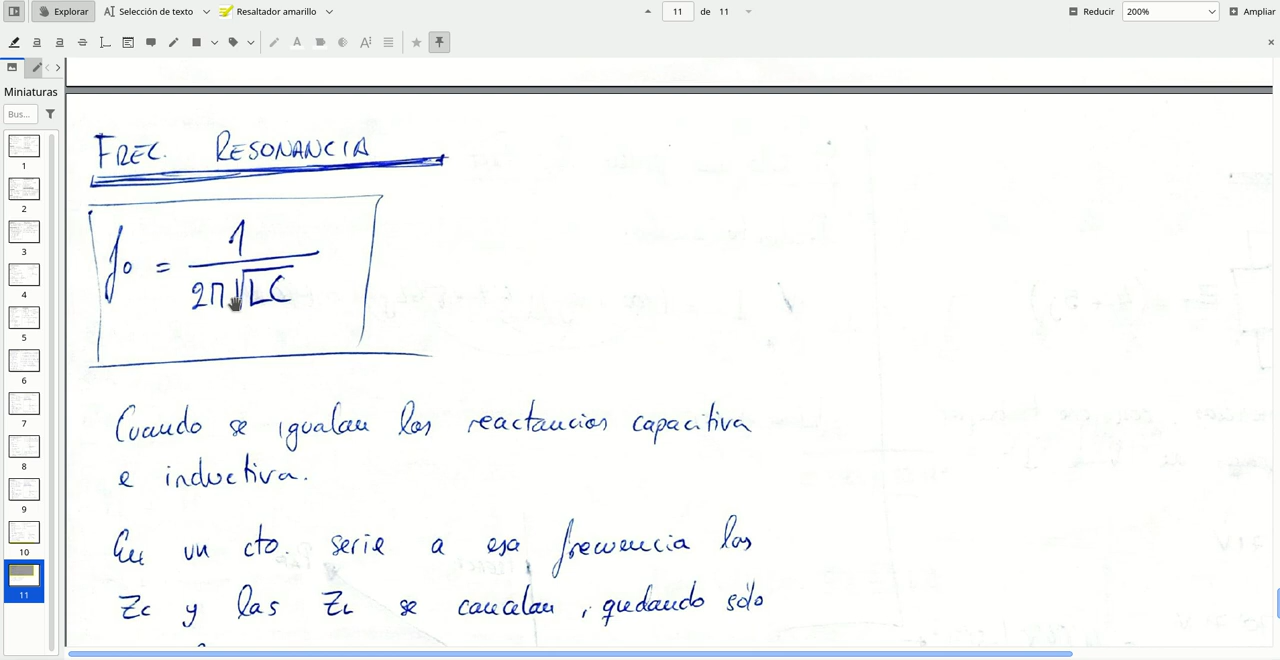 Explorar Selección de texto Resaltador amarillo 11 de 11 Reducir 200% Ampliar
Miniaturas
Bus...
1
2
3
4
5
6
7
8
9
10
11
FREC. RESONANCIA
fo = 1
2π√LC
Cuando se igualan las reactancias capacitiva
e inductiva.
En un cto. serie a esa frecuencia las
Zc y las ZL se cancelan, quedando sólo